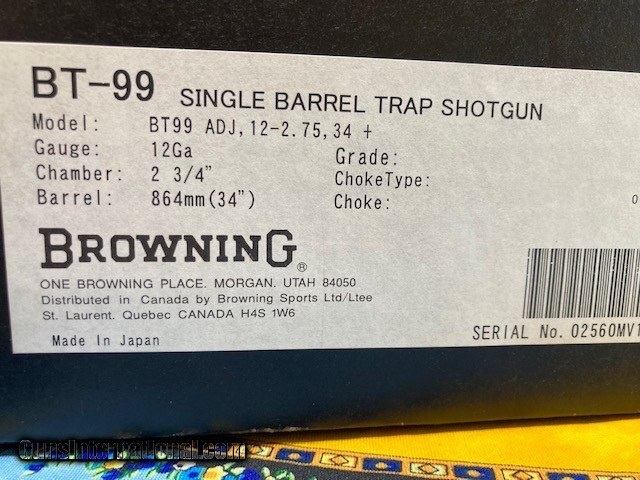 BT-99 SINGLE BARREL TRAP SHOTGUN
Model: BT99 ADJ,12-2.75,34 +
Gauge: 12Ga Grade:
Chamber: 2 3/4" ChokeType:
Barrel: 864mm(34") Choke:
BROWNING®
ONE BROWNING PLACE. MORGAN. UTAH 84050
Distributed in Canada by Browning Sports Ltd/Ltee
St. Laurent. Quebec CANADA H4S 1W6
Made In Japan
SERIAL No. 02560MV1
GunsInternational.com